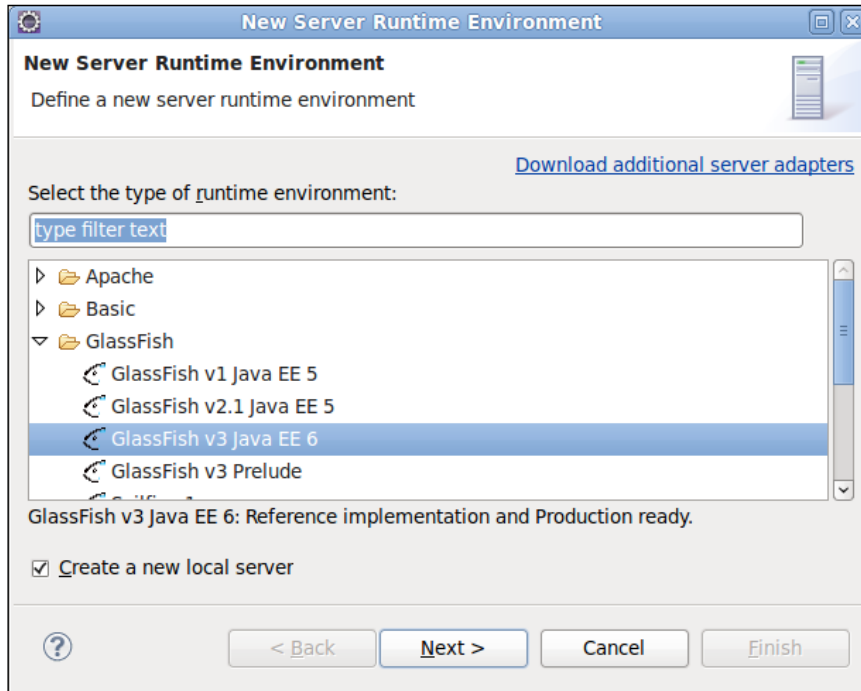 New Server Runtime Environment
New Server Runtime Environment
Define a new server runtime environment
Download additional server adapters
Select the type of runtime environment:
type filter text
Apache
Basic
GlassFish
GlassFish v1 Java EE 5
GlassFish v2.1 Java EE 5
GlassFish v3 Java EE 6
GlassFish v3 Prelude
GlassFish v3 Java EE 6: Reference implementation and Production ready.
Create a new local server
?
< Back
Next >
Cancel
Finish